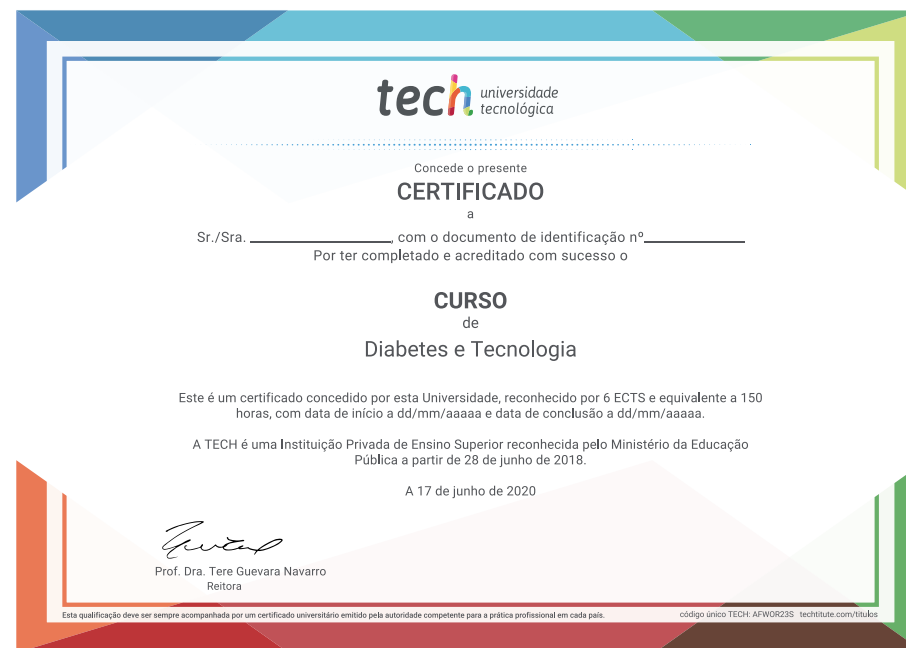 tech universidade
tecnológica
Concede o presente
CERTIFICADO
a
Sr./Sra. , com o documento de identificação nº
Por ter completado e acreditado com sucesso o
CURSO
de
Diabetes e Tecnologia
Este é um certificado concedido por esta Universidade, reconhecido por 6 ECTS e equivalente a 150
horas, com data de início a dd/mm/aaaaa e data de conclusão a dd/mm/aaaaa.
A TECH é uma Instituição Privada de Ensino Superior reconhecida pelo Ministério da Educação
Pública a partir de 28 de junho de 2018.
A 17 de junho de 2020
Prof. Dra. Tere Guevara Navarro
Reitora
Esta qualificação deve ser sempre acompanhada por um certificado universitário emitido pela autoridade competente para a prática profissional em cada país. código único TECH: AFWOR23S techtitute.com/titulos